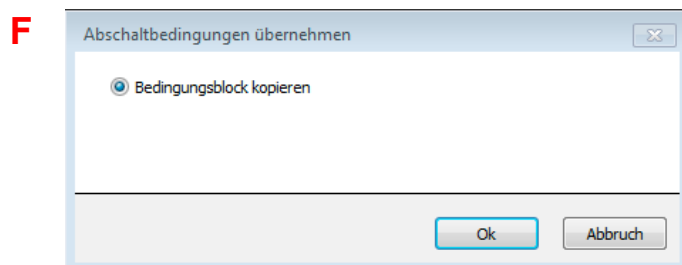 F
Abschaltbedingungen übernehmen
Bedingungsblock kopieren
Ok Abbruch